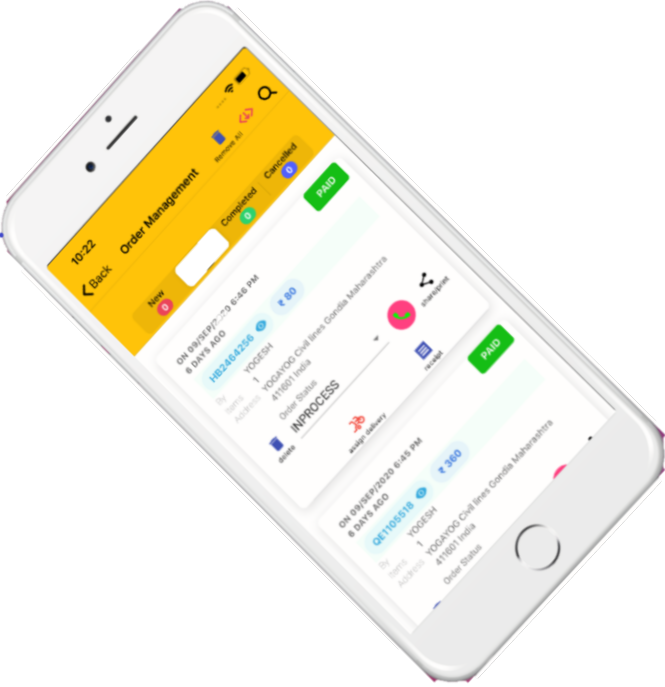 10:22
Back
Order Management
Remove All
New
0
Completed
0
Cancelled
0
PAID
ON 09/SEP/2020 6:46 PM
6 DAYS AGO
HB2464256
₹ 80
By YOGESH
Items 1
Address YOGAYOG Civil lines Gondia Maharashtra
411601 India
Order Status
INPROCESS
share/print
delete
assign delivery
receipt
PAID
ON 09/SEP/2020 6:45 PM
6 DAYS AGO
QE1105518
₹ 360
By YOGESH
Items 1
Address YOGAYOG Civil lines Gondia Maharashtra
411601 India
Order Status